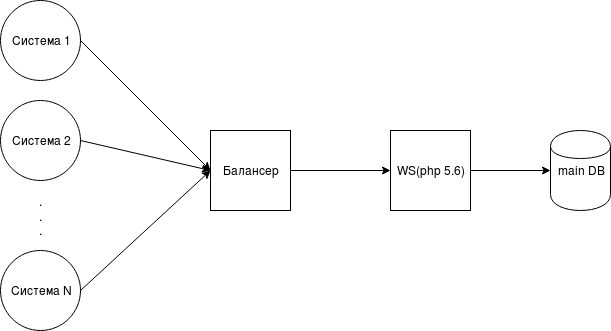 Система 1
Система 2
.
.
.
Система N
Балансер
WS(php 5.6)
main DB